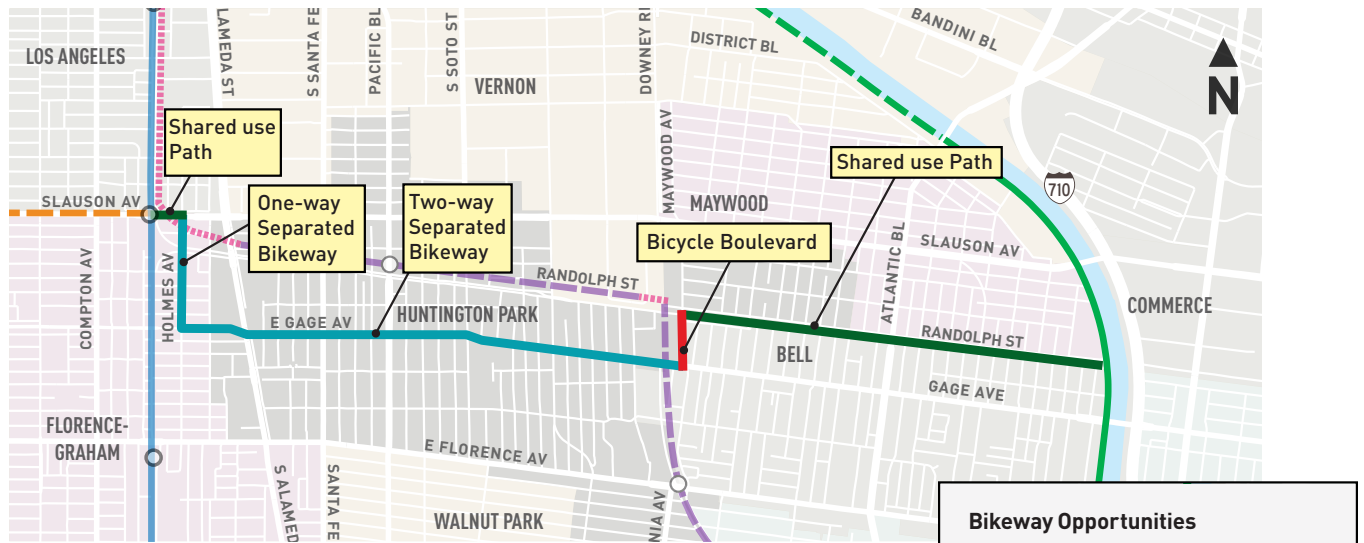 LOS ANGELES
LAMEDA ST
S SANTA FE
PACIFIC BL
S SOTO ST
VERNON
DOWNEY R
DISTRICT BL
BANDINI BL
N
Shared use
Path
MAYWOOD AV
Shared use Path
710
SLAUSON AV
One-way
Separated
Bikeway
Two-way
Separated
Bikeway
MAYWOOD
Bicycle Boulevard
SLAUSON AV
ATLANTIC BL
COMPTON AV
HOLMES AV
RANDOLPH ST
COMMERCE
E GAGE AV
HUNTINGTON PARK
RANDOLPH ST
BELL
GAGE AVE
FLORENCE-
GRAHAM
E FLORENCE AV
S ALAMED
SANTA FE
WALNUT PARK
NIA AV
Bikeway Opportunities